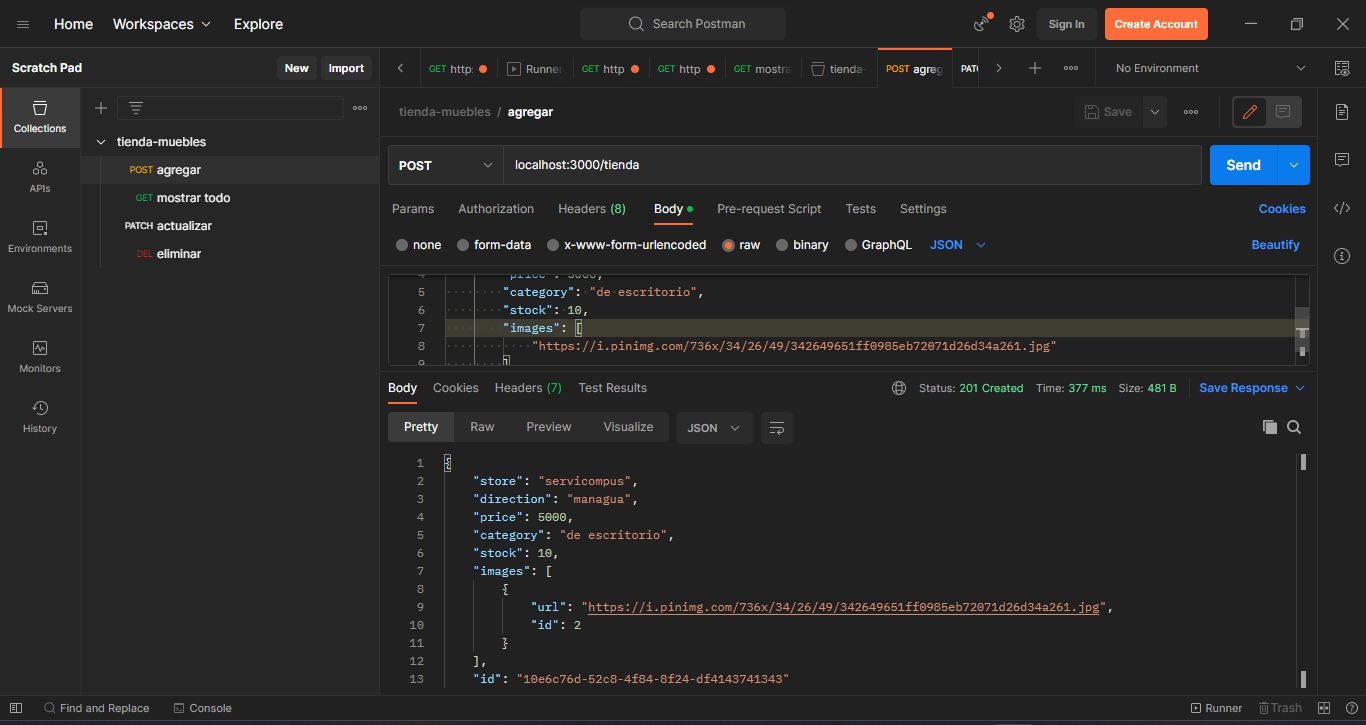 Home Workspaces Explore Search Postman Sign In Create Account
Scratch Pad New Import
GET http: Runner GET http GET http GET mostra tienda- POST agreg PATC No Environment
Collections
APIs
Environments
Mock Servers
Monitors
History
tienda-muebles
POST agregar
GET mostrar todo
PATCH actualizar
DEL eliminar
tienda-muebles / agregar Save
POST localhost:3000/tienda Send
Params Authorization Headers (8) Body Pre-request Script Tests Settings Cookies
none form-data x-www-form-urlencoded raw binary GraphQL JSON Beautify
4 "price": 5000,
5 "category": "de escritorio",
6 "stock": 10,
7 "images": [
8 "https://i.pinimg.com/736x/34/26/49/342649651ff0985eb72071d26d34a261.jpg"
9 ]
Body Cookies Headers (7) Test Results Status: 201 Created Time: 377 ms Size: 481 B Save Response
Pretty Raw Preview Visualize JSON
1 {
2 "store": "servicompus",
3 "direction": "managua",
4 "price": 5000,
5 "category": "de escritorio",
6 "stock": 10,
7 "images": [
8 {
9 "url": "https://i.pinimg.com/736x/34/26/49/342649651ff0985eb72071d26d34a261.jpg",
10 "id": 2
11 }
12 ],
13 "id": "10e6c76d-52c8-4f84-8f24-df4143741343"
Find and Replace Console Runner Trash